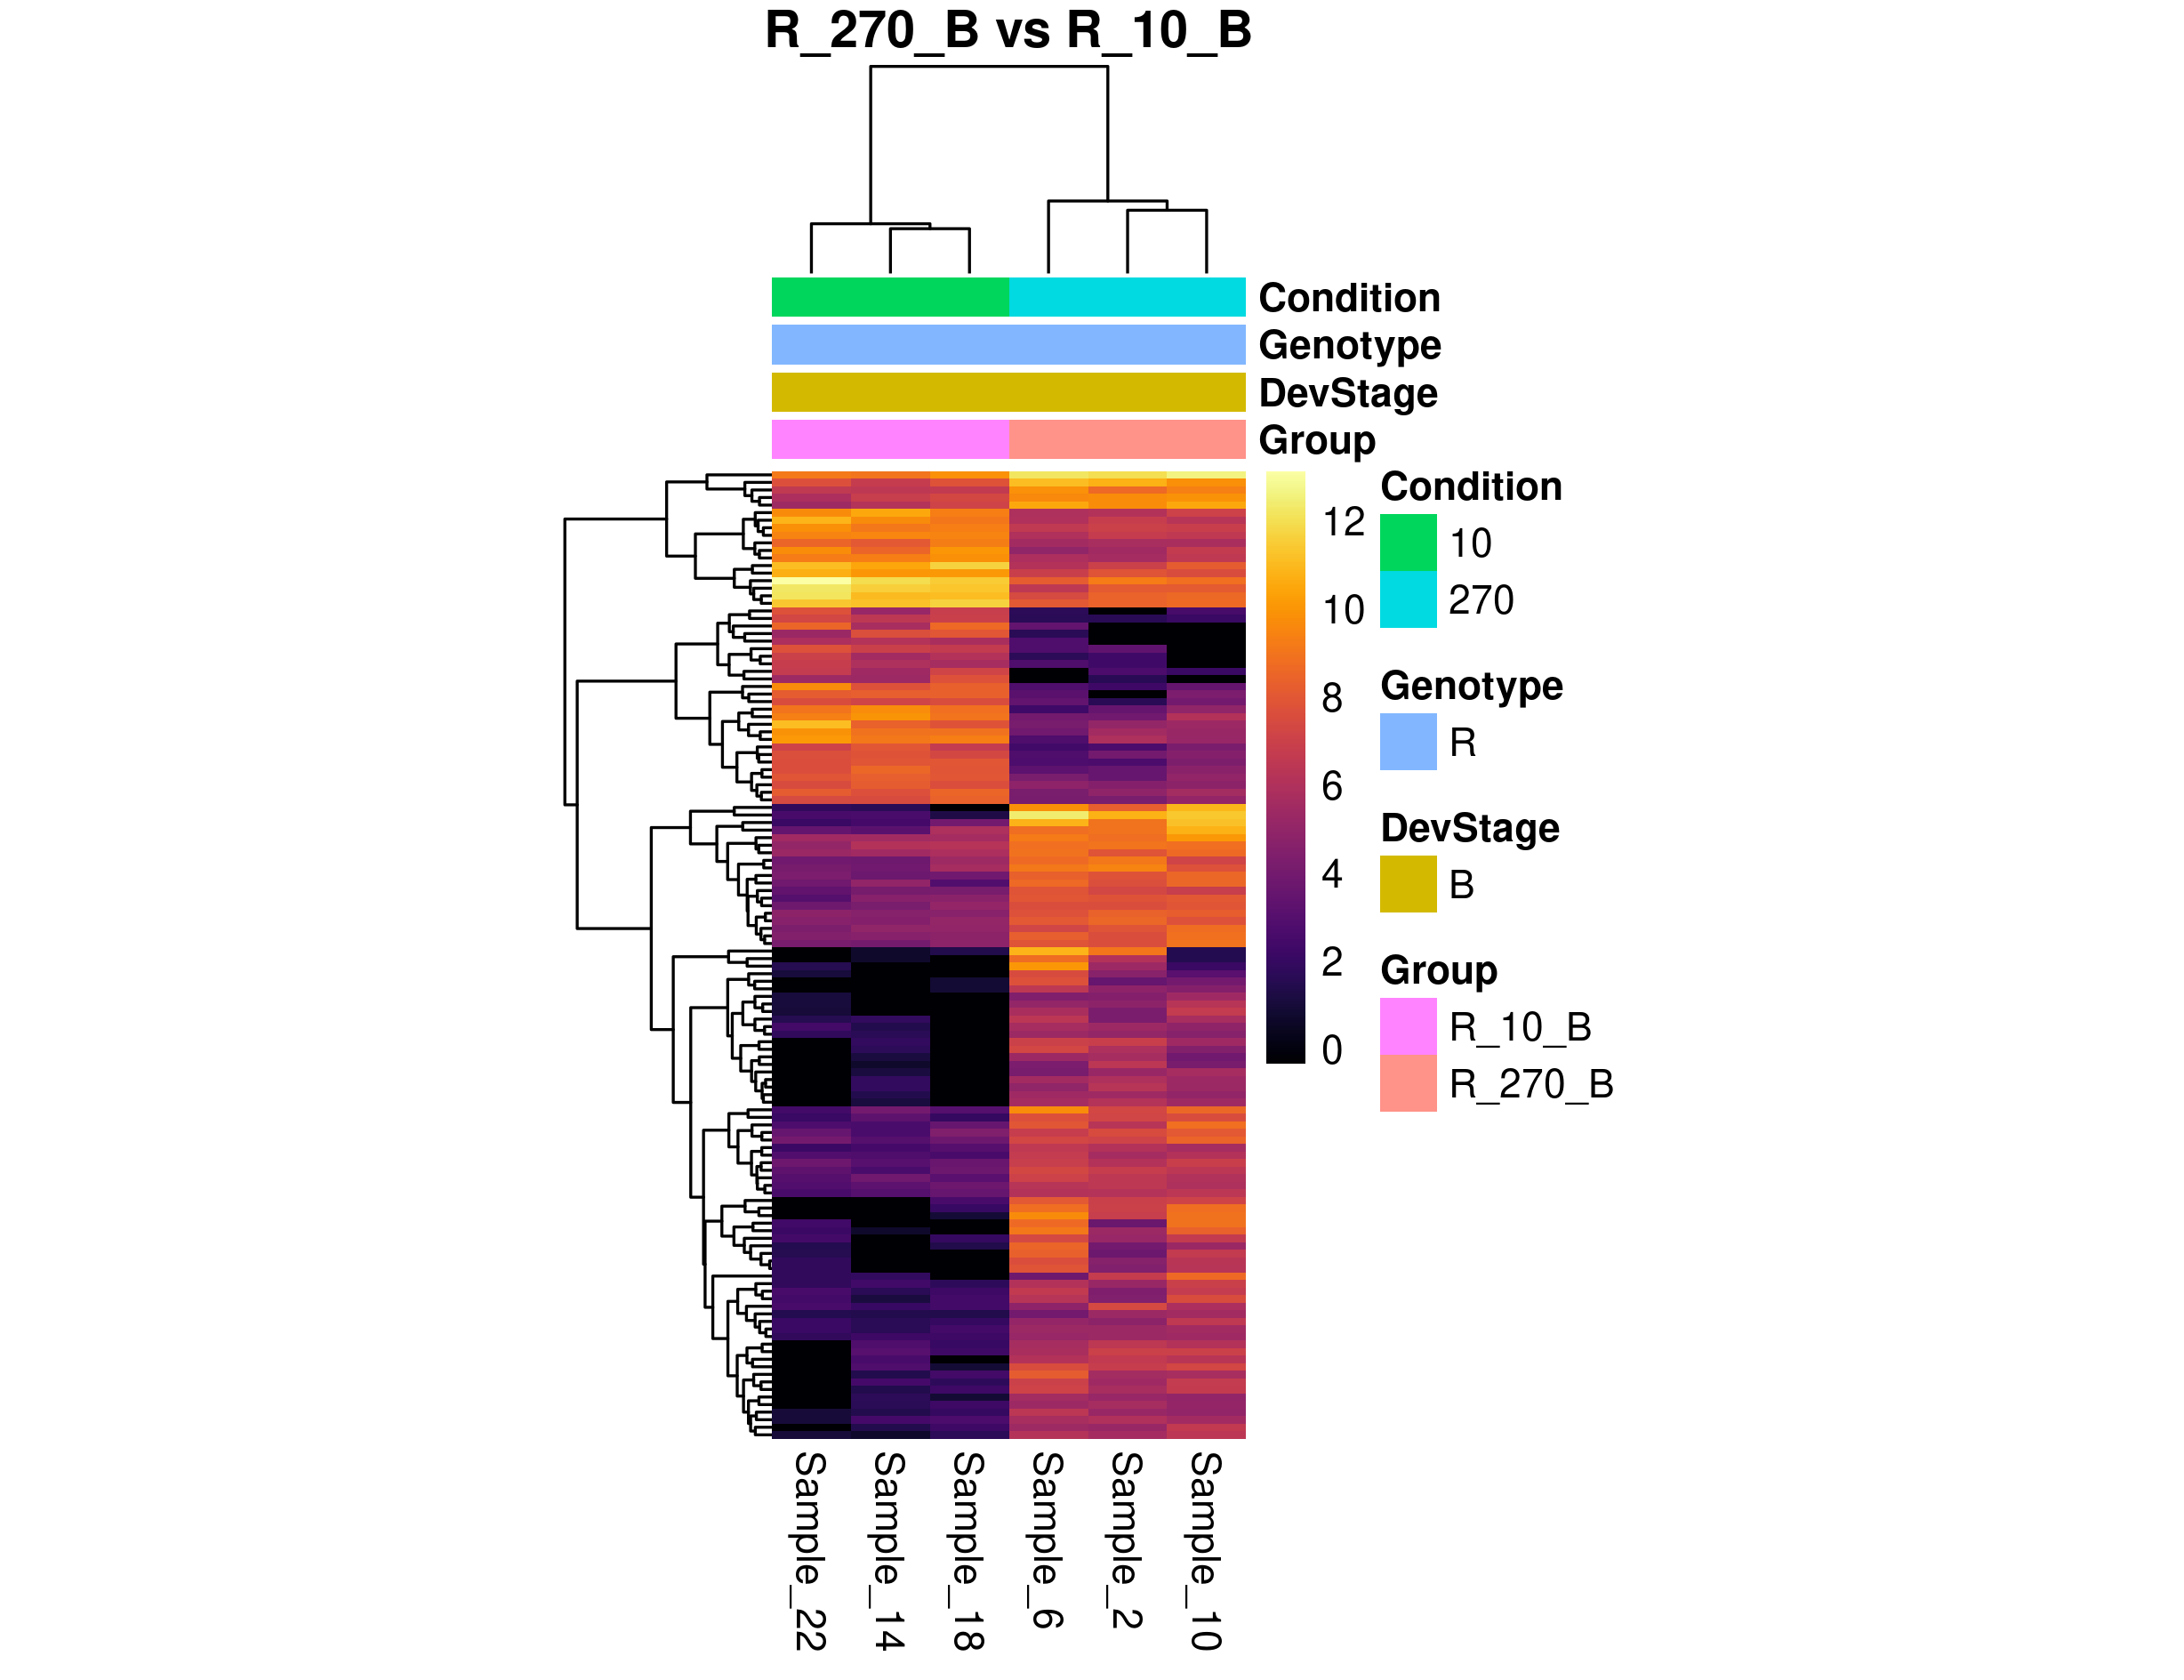 R_270_B vs R_10_B
Condition
Genotype
DevStage
Group
12
10
8
6
4
2
0
Condition
10
270
Genotype
R
DevStage
B
Group
R_10_B
R_270_B
Sample_22
Sample_14
Sample_18
Sample_6
Sample_2
Sample_10